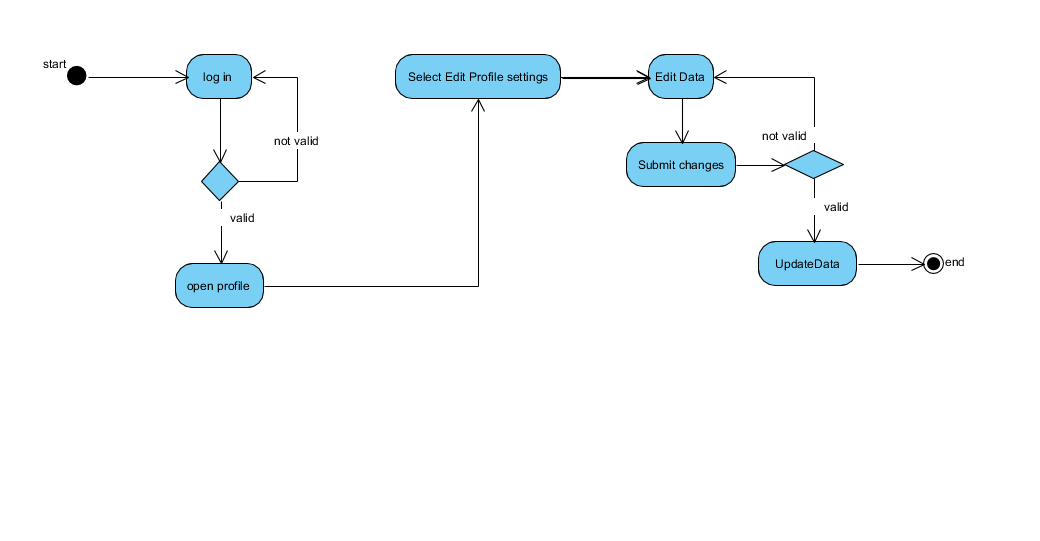 start
log in
not valid
valid
open profile
Select Edit Profile settings
Edit Data
Submit changes
not valid
valid
UpdateData
end